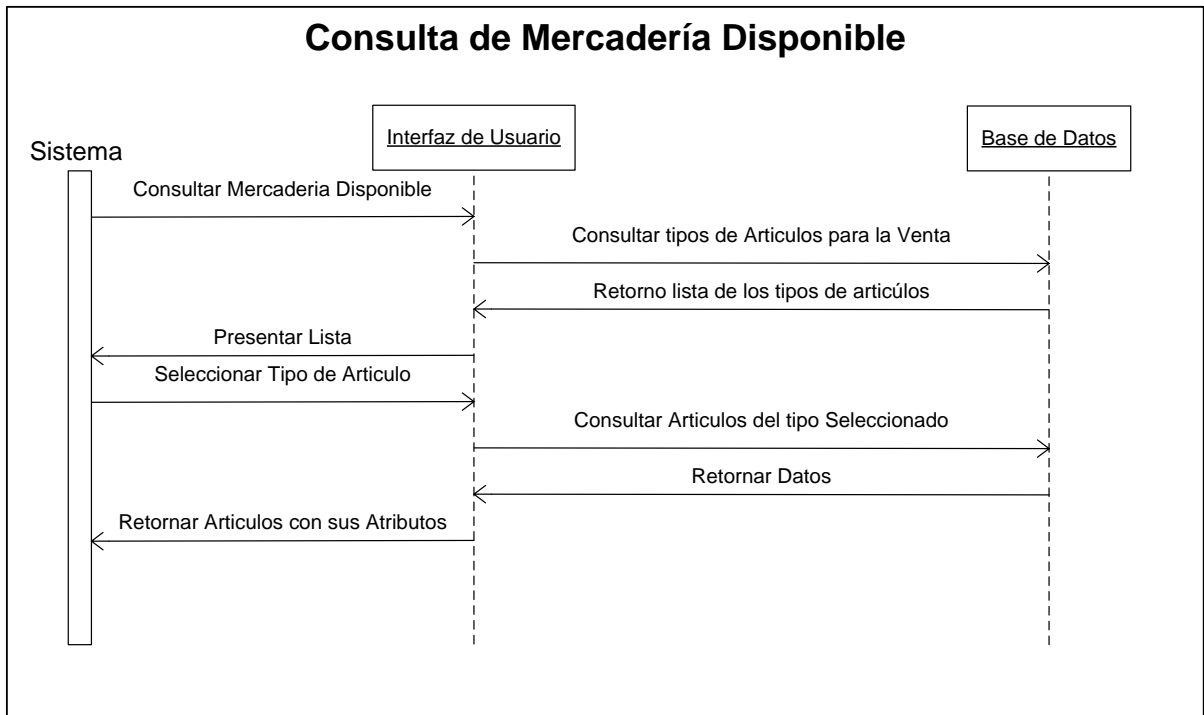 Consulta de Mercadería Disponible
Interfaz de Usuario
Base de Datos
Sistema
Consultar Mercaderia Disponible
Consultar tipos de Articulos para la Venta
Retorno lista de los tipos de articúlos
Presentar Lista
Seleccionar Tipo de Articulo
Consultar Articulos del tipo Seleccionado
Retornar Datos
Retornar Articulos con sus Atributos